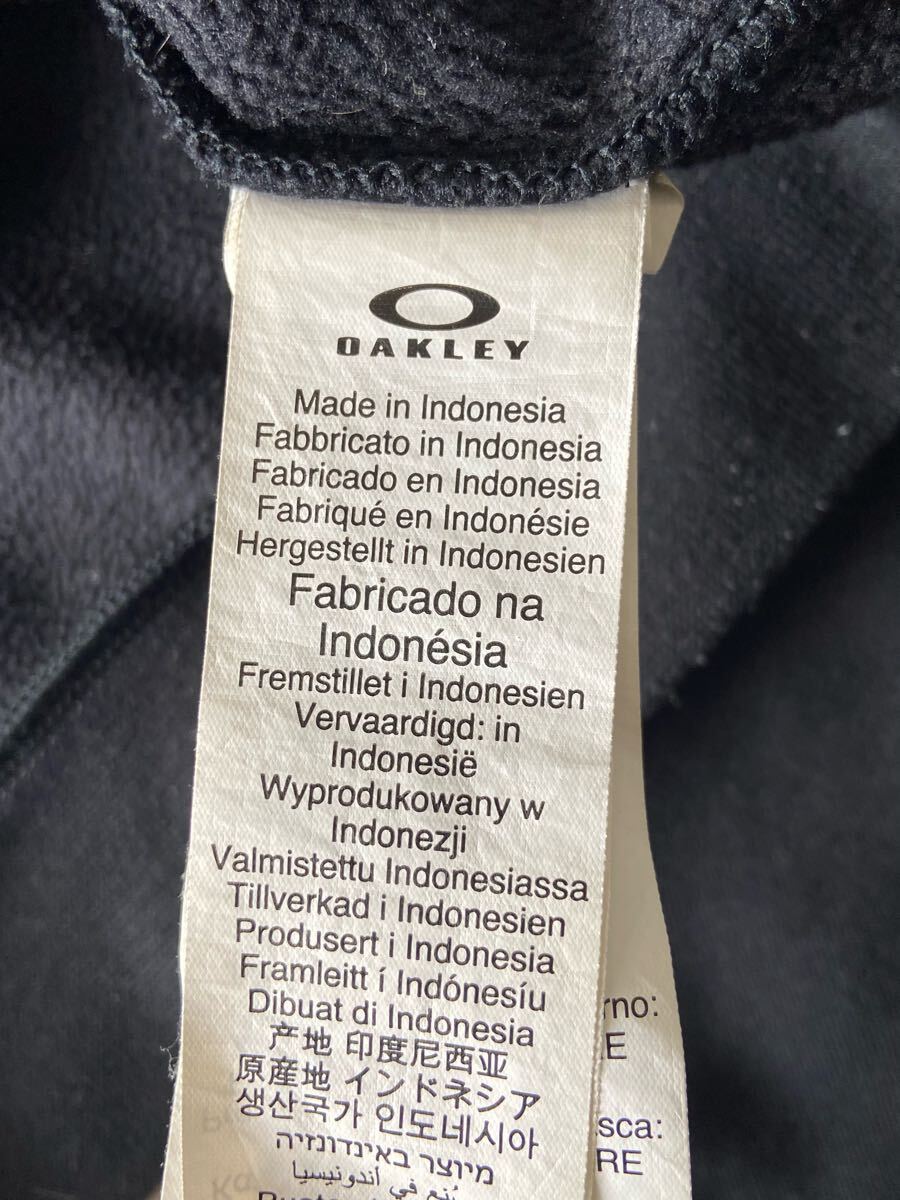 OAKLEY
Made in Indonesia
Fabbricato in Indonesia
Fabricado en Indonesia
Fabriqué en Indonésie
Hergestellt in Indonesien
Fabricado na
Indonésia
Fremstillet i Indonesien
Vervaardigd: in
Indonesië
Wyprodukowany w
Indonezji
Valmistettu Indonesiassa
Tillverkad i Indonesien
Produsert i Indonesia
Framleitt í Indónesíu
Dibuat di Indonesia
产地 印度尼西亚
原産地 インドネシア
생산국가 인도네시아
מיוצר באינדונזיה
في أندونيسيا
rno:
E
sca:
RE